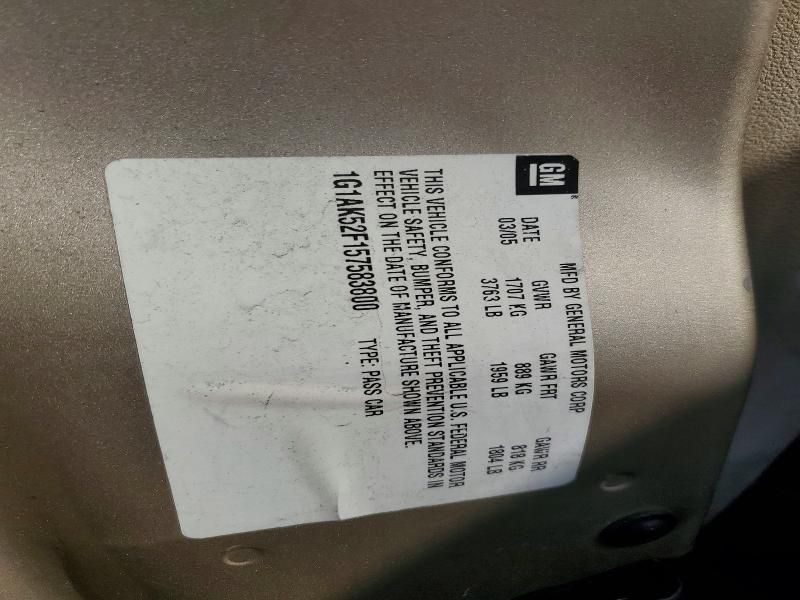 GM
MFD BY GENERAL MOTORS CORP
DATE GVWR GAWR FRT GAWR RR
03/05 1707 KG 889 KG 818 KG
3763 LB 1959 LB 1804 LB
THIS VEHICLE CONFORMS TO ALL APPLICABLE U.S. FEDERAL MOTOR
VEHICLE SAFETY, BUMPER, AND THEFT PREVENTION STANDARDS IN
EFFECT ON THE DATE OF MANUFACTURE SHOWN ABOVE.
1G1AK52F157583800 TYPE: PASS CAR